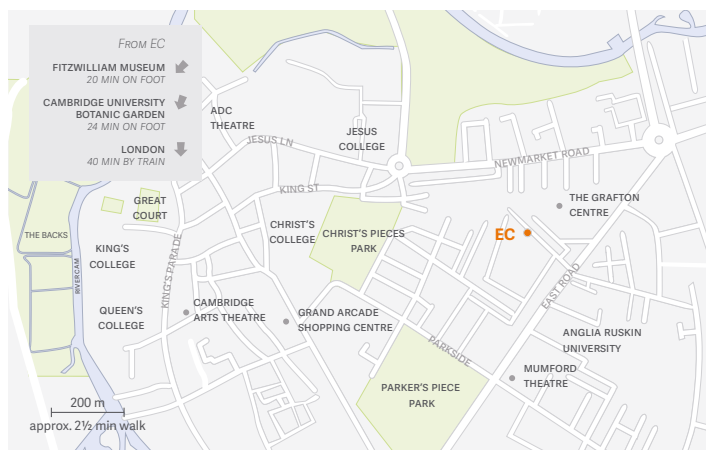 FROM EC
FITZWILLIAM MUSEUM
20 MIN ON FOOT
CAMBRIDGE UNIVERSITY
BOTANIC GARDEN
24 MIN ON FOOT
LONDON
40 MIN BY TRAIN
ADC
THEATRE
JESUS LN
JESUS
COLLEGE
NEWMARKET ROAD
KING ST
GREAT
COURT
THE GRAFTON
CENTRE
THE BACKS
KING'S
COLLEGE
CHRIST'S
COLLEGE
CHRIST'S PIECES
PARK
EC
RIVERCAM
KING'S PARADE
EAST ROAD
QUEEN'S
COLLEGE
CAMBRIDGE
ARTS THEATRE
GRAND ARCADE
SHOPPING CENTRE
ANGLIA RUSKIN
UNIVERSITY
PARKSIDE
MUMFORD
THEATRE
PARKER'S PIECE
PARK
200 m
approx. 2½ min walk